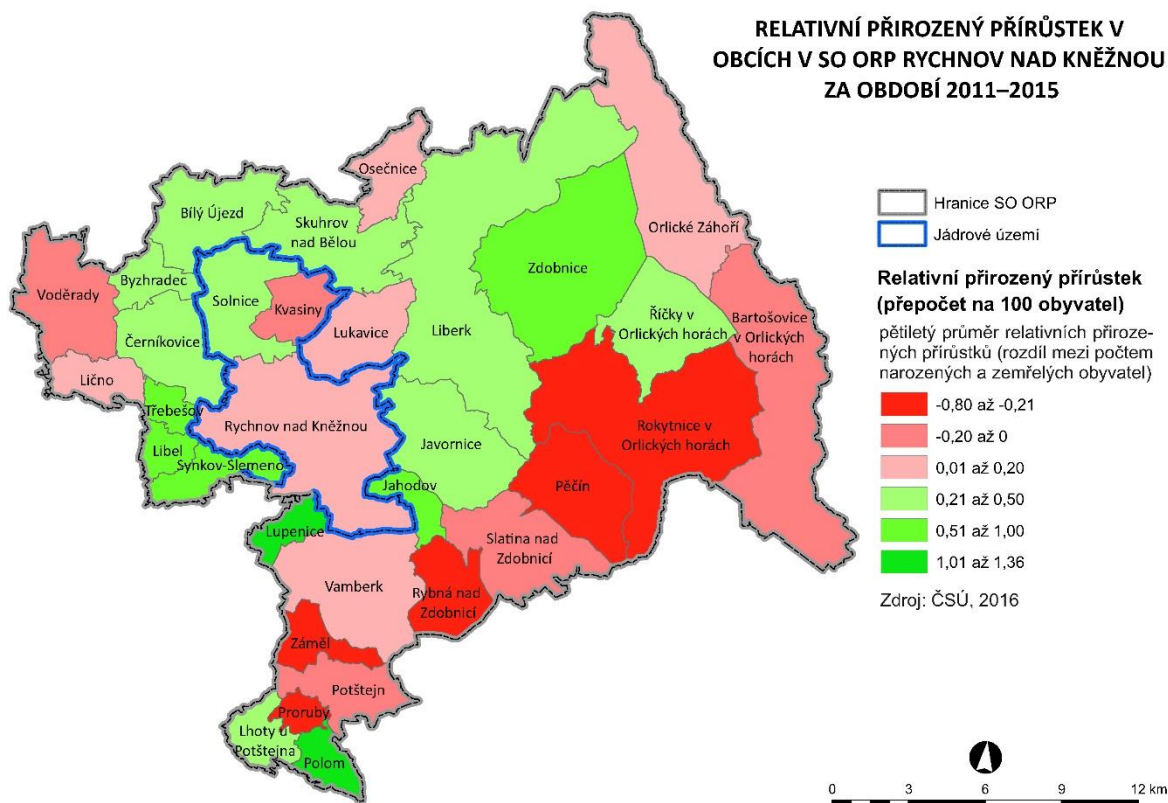 RELATIVNÍ PŘIROZENÝ PŘÍRŮSTEK V
OBCÍCH V SO ORP RYCHNOV NAD KNĚŽNOU
ZA OBDOBÍ 2011–2015
Osečnice
Bílý Újezd
Skuhrov
nad Bělou
Orlické Záhoří
Voděrady
Byzhradec
Solnice
Kvasiny
Zdobnice
Černíkovice
Lukavice
Liberk
Říčky v
Orlických horách
Bartošovice
v Orlických
horách
Lično
Třebešov
Rychnov nad Kněžnou
Javornice
Rokytnice v
Orlických horách
Libel
Synkov-Slemeno
Jahodov
Pěčín
Lupenice
Slatina nad
Zdobnicí
Vamberk
Rybná nad
Zdobnicí
Záměl
Potštejn
Proruby
Lhoty u
Potštejna
Polom
Hranice SO ORP
Jádrové území
Relativní přirozený přírůstek
(přepočet na 100 obyvatel)
pětiletý průměr relativních přiroze-
ných přírůstků (rozdíl mezi počtem
narozených a zemřelých obyvatel)
-0,80 až -0,21
-0,20 až 0
0,01 až 0,20
0,21 až 0,50
0,51 až 1,00
1,01 až 1,36
Zdroj: ČSÚ, 2016
0 3 6 9 12 km